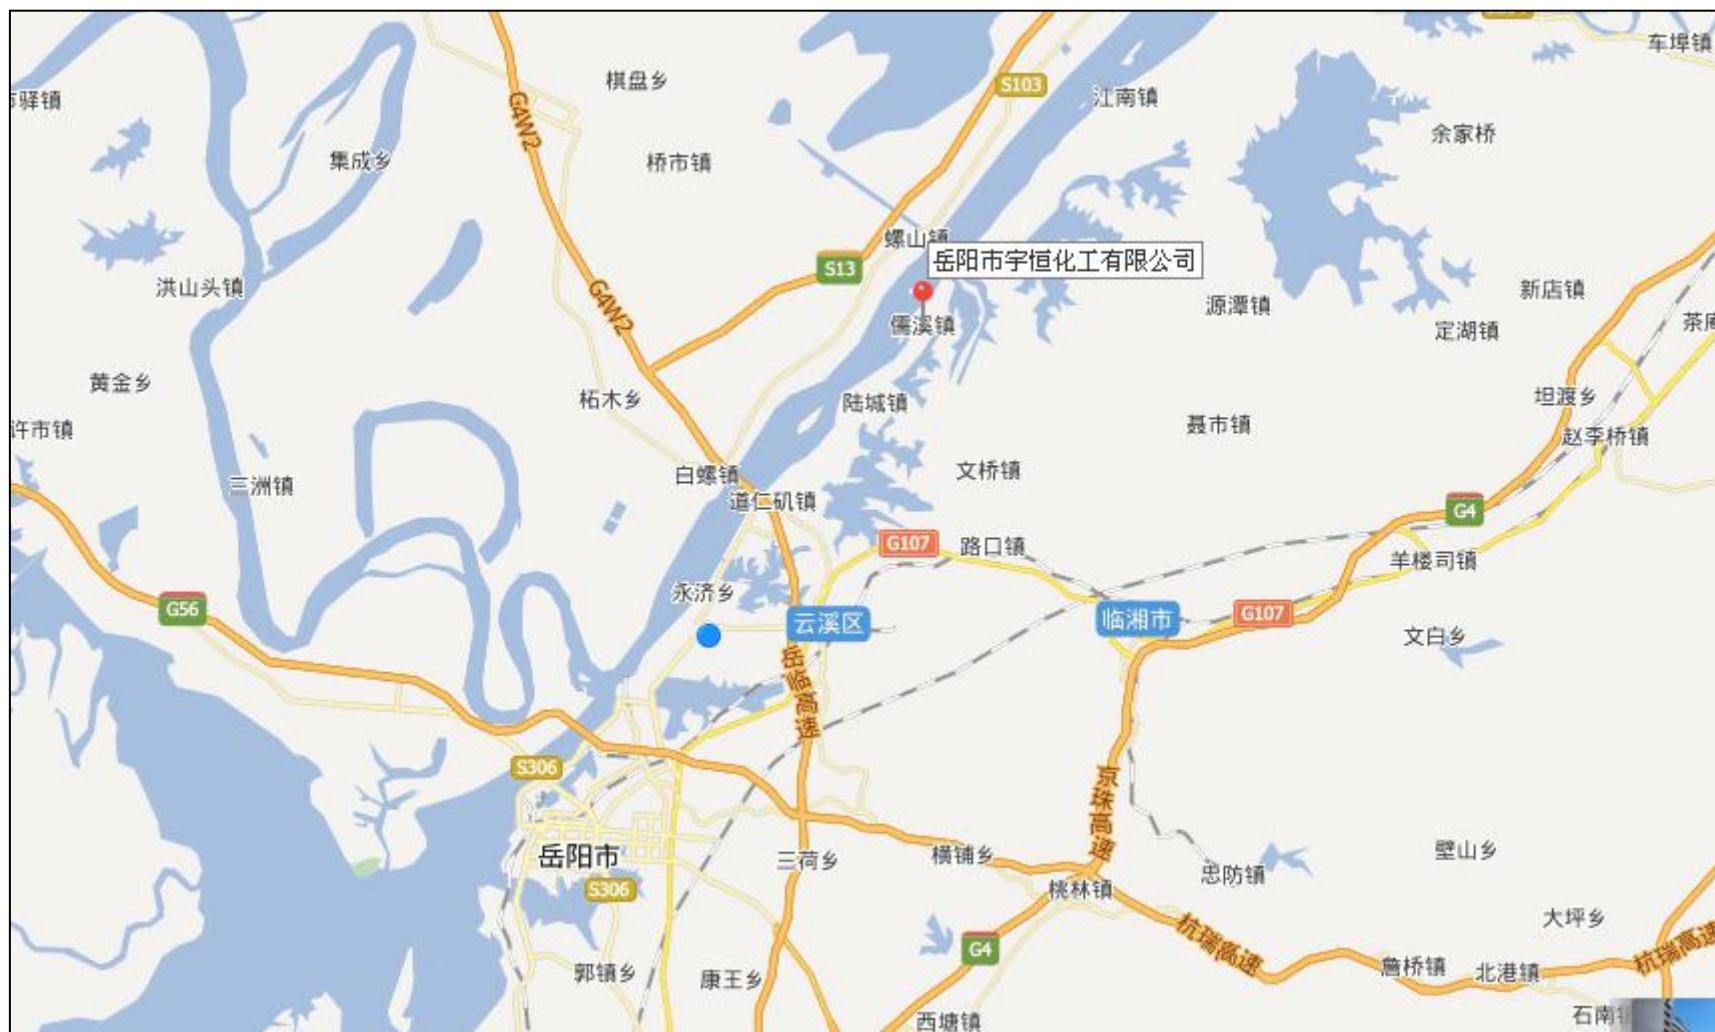 车埠镇
棋盘乡
S103
江南镇
驿镇
G4W2
余家桥
集成乡
桥市镇
螺山镇
岳阳市宇恒化工有限公司
S13
洪山头镇
G4W2
源潭镇
新店镇
儒溪镇
定湖镇
茶庵
黄金乡
柘木乡
陆城镇
坦渡乡
许市镇
聂市镇
赵李桥镇
白螺镇
文桥镇
三洲镇
道仁矶镇
G4
G107
路口镇
羊楼司镇
永济乡
G56
云溪区
临湘市
G107
文白乡
岳临高速
S306
京珠高速
岳阳市
三荷乡
横铺乡
壁山乡
忠防镇
S306
桃林镇
大坪乡
杭瑞高速
G4
杭瑞高速
郭镇乡
康王乡
詹桥镇
北港镇
西塘镇
石南